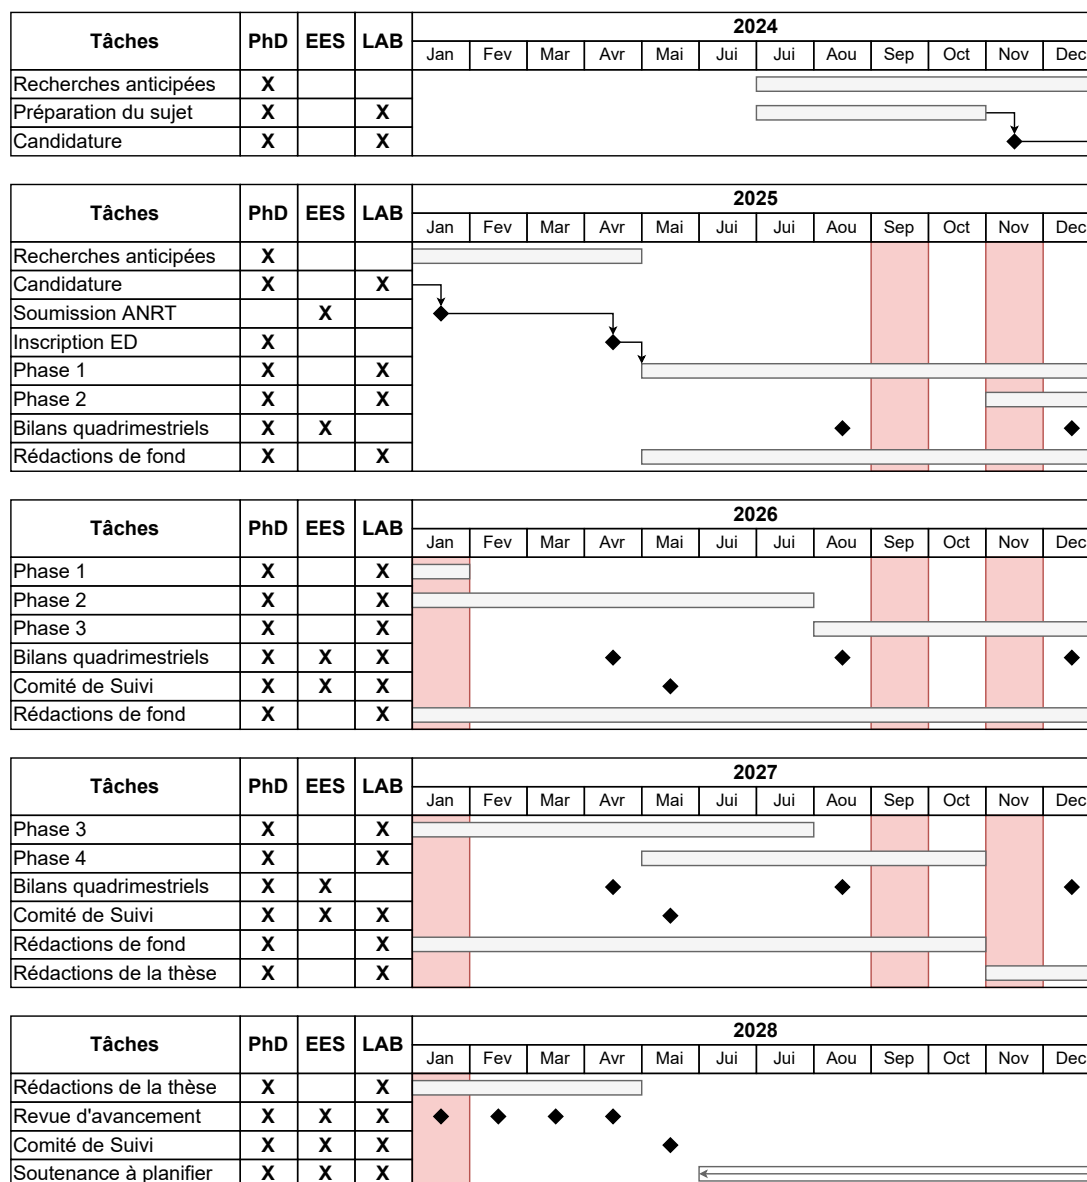 Tâches PhD EES LAB 2024
Jan Fev Mar Avr Mai Jui Jui Aou Sep Oct Nov Dec
Recherches anticipées X
Préparation du sujet X X
Candidature X X
Tâches PhD EES LAB 2025
Jan Fev Mar Avr Mai Jui Jui Aou Sep Oct Nov Dec
Recherches anticipées X
Candidature X X
Soumission ANRT X
Inscription ED X
Phase 1 X X
Phase 2 X X
Bilans quadrimestriels X X
Rédactions de fond X X
Tâches PhD EES LAB 2026
Jan Fev Mar Avr Mai Jui Jui Aou Sep Oct Nov Dec
Phase 1 X X
Phase 2 X X
Phase 3 X X
Bilans quadrimestriels X X X
Comité de Suivi X X X
Rédactions de fond X X
Tâches PhD EES LAB 2027
Jan Fev Mar Avr Mai Jui Jui Aou Sep Oct Nov Dec
Phase 3 X X
Phase 4 X X
Bilans quadrimestriels X X
Comité de Suivi X X X
Rédactions de fond X X
Rédactions de la thèse X X
Tâches PhD EES LAB 2028
Jan Fev Mar Avr Mai Jui Jui Aou Sep Oct Nov Dec
Rédactions de la thèse X X
Revue d'avancement X X X
Comité de Suivi X X X
Soutenance à planifier X X X